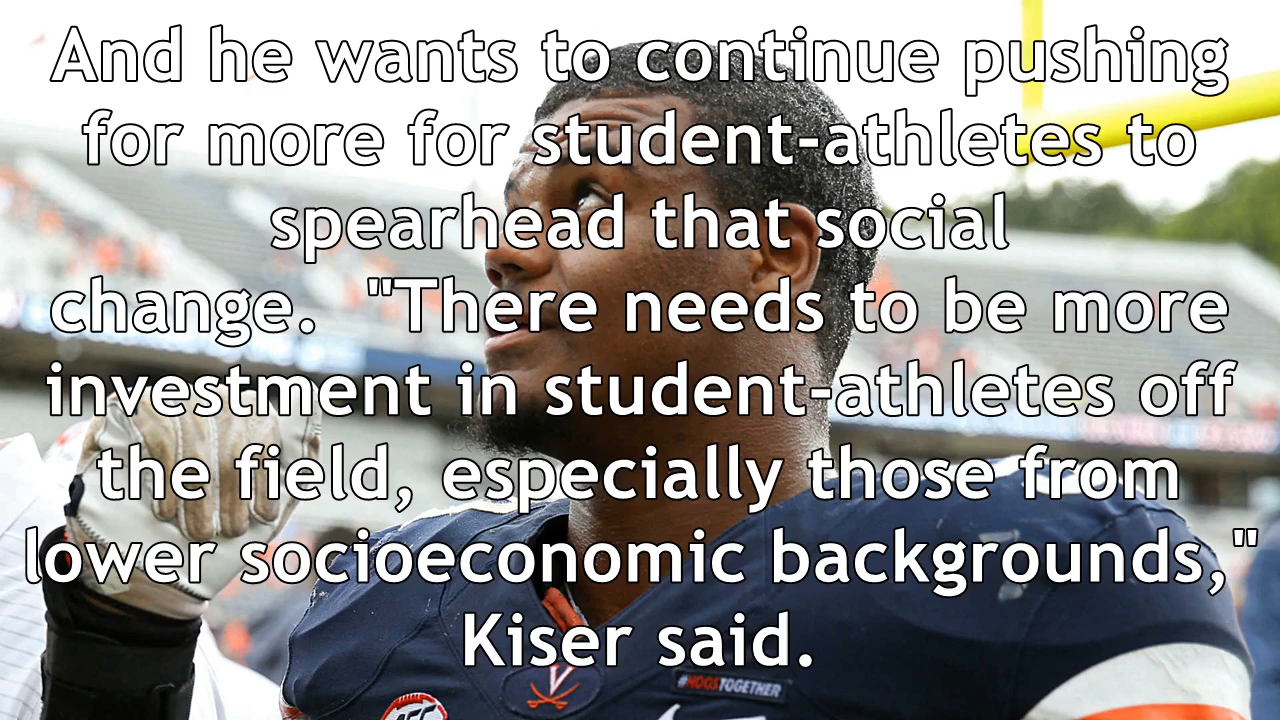 And he wants to continue pushing
for more for student-athletes to
spearhead that social
change.  "There needs to be more
investment in student-athletes off
the field, especially those from
lower socioeconomic backgrounds,"
Kiser said.
V
#HOOSTOGETHER
ACC